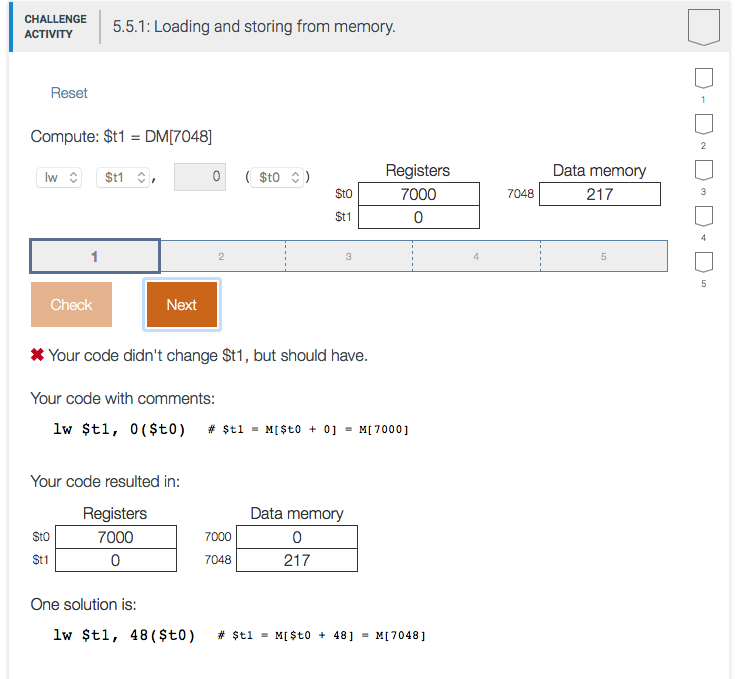 CHALLENGE
ACTIVITY
5.5.1: Loading and storing from memory.
Reset
1
2
3
4
5
Compute: $t1 = DM[7048]
lw $t1 , 0 ( $t0 )
Registers
$t0 7000
$t1 0
Data memory
7048 217
1 2 3 4 5
Check Next
✖ Your code didn't change $t1, but should have.
Your code with comments:
lw $t1, 0($t0) # $t1 = M[$t0 + 0] = M[7000]
Your code resulted in:
Registers
$t0 7000
$t1 0
Data memory
7000 0
7048 217
One solution is:
lw $t1, 48($t0) # $t1 = M[$t0 + 48] = M[7048]